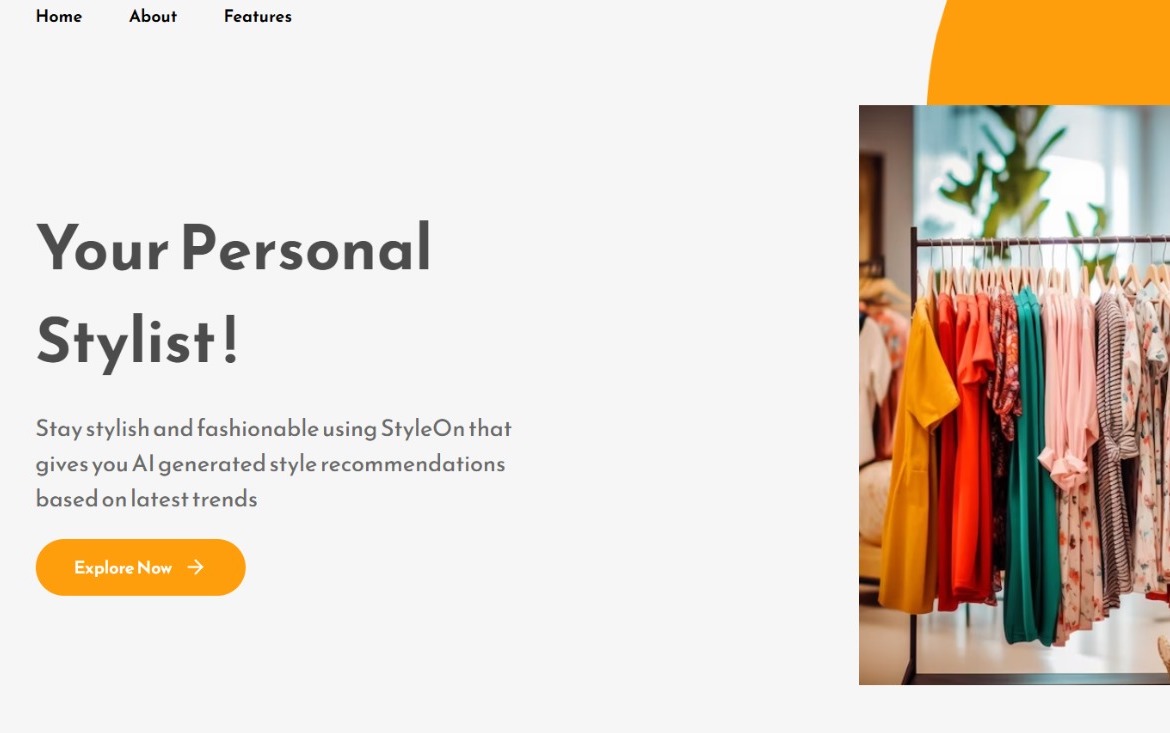 Home About Features
Your Personal
Stylist!
Stay stylish and fashionable using StyleOn that
gives you AI generated style recommendations
based on latest trends
Explore Now →